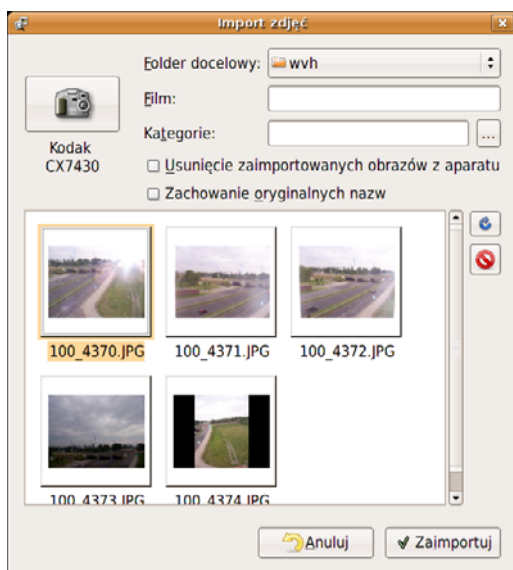 Import zdjęć
Folder docelowy: wvh
Film:
Kategorie: ...
Kodak
CX7430
Usunięcie zaimportowanych obrazów z aparatu
Zachowanie oryginalnych nazw
100_4370.JPG 100_4371.JPG 100_4372.JPG
100_4373.JPG 100_4374.JPG
Anuluj Zaimportuj